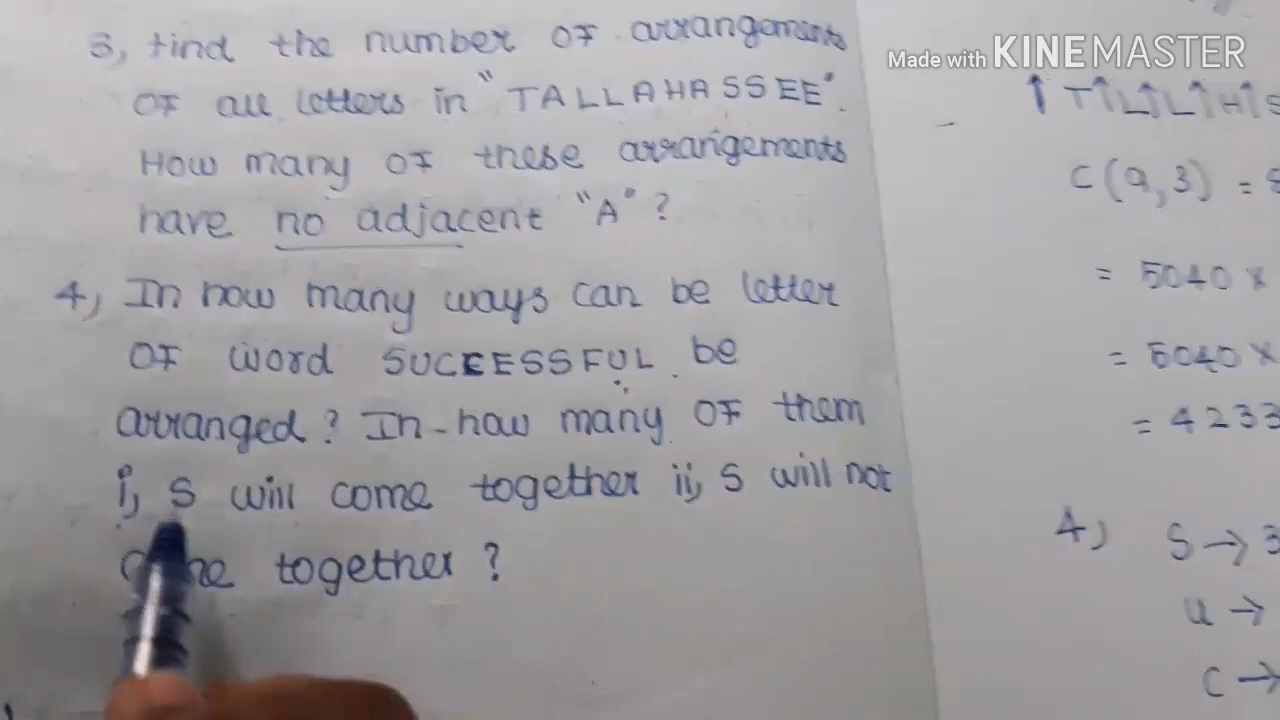 3, Find the number of arrangements
of all letters in "TALLAHASSEE".
How many of these arrangements
have no adjacent "A"?
4, In how many ways can be letter
of word SUCEESSFUL be
arranged? In how many of them
i, s will come together ii, s will not
together?
Made with KINEMASTER
↑T↑L↑L↑H↑S
C(9,3) =
= 5040 ×
= 5040 ×
= 4233
4) S → 3
U →
C →